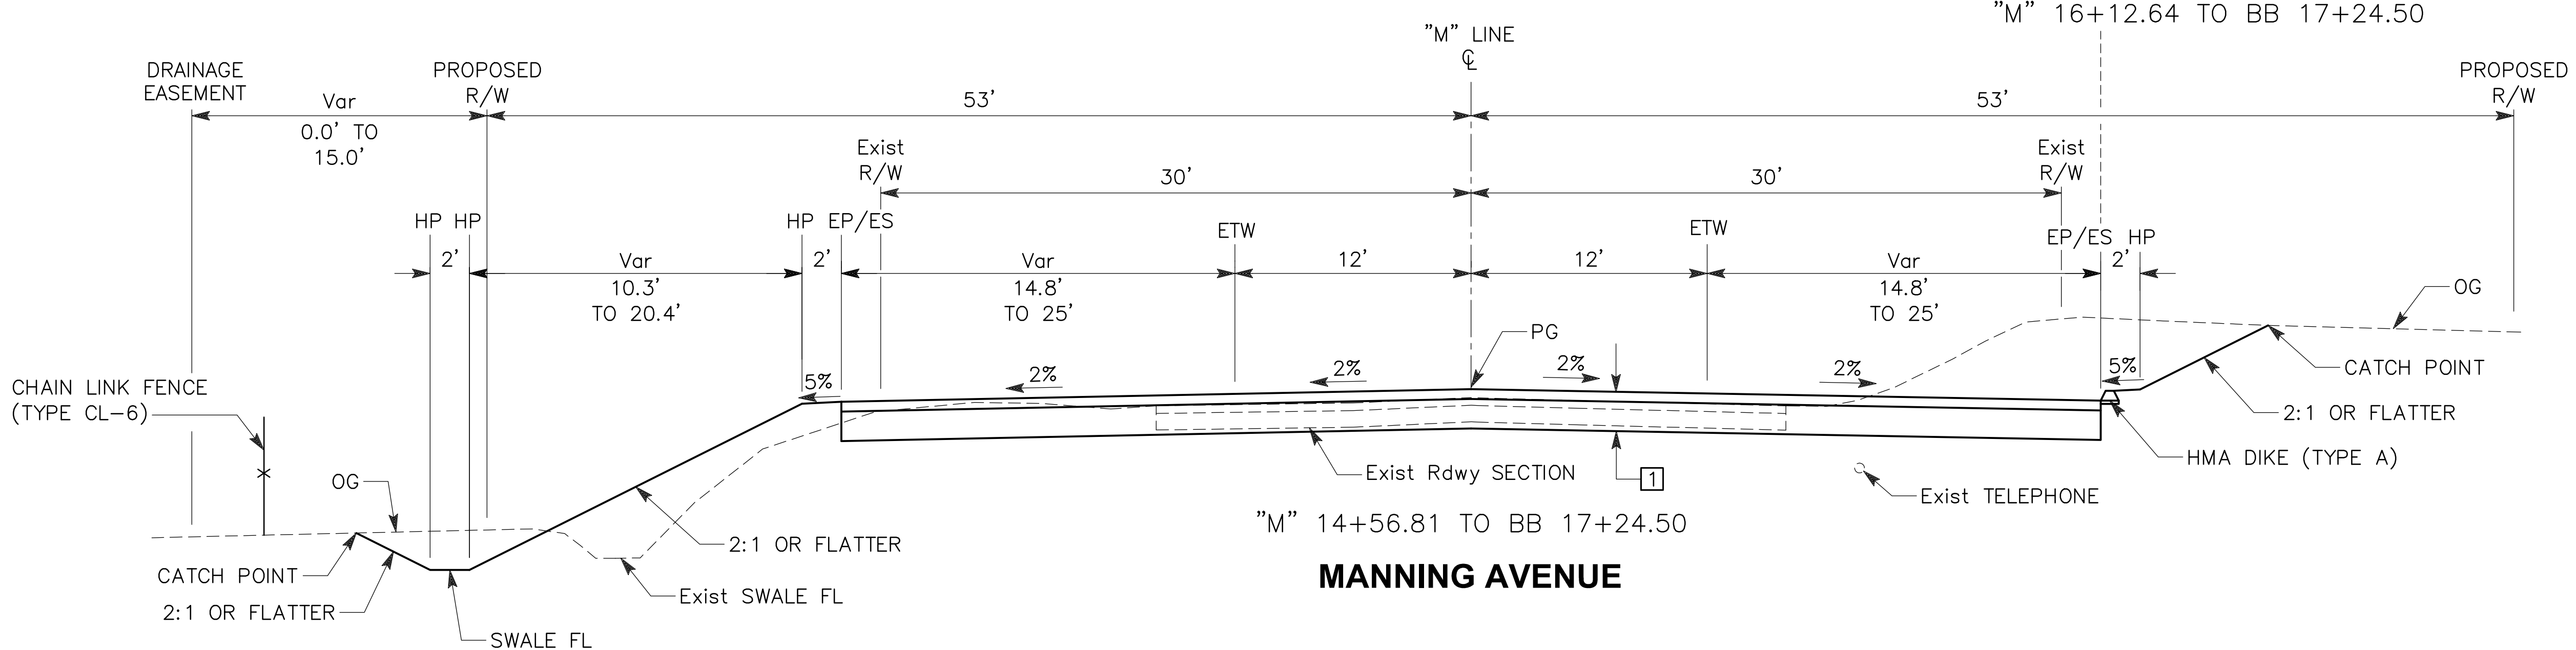 "M" 16+12.64 TO BB 17+24.50
"M" LINE
℄
DRAINAGE
EASEMENT
PROPOSED
R/W
PROPOSED
R/W
Var
0.0' TO
15.0'
53'
53'
Exist
R/W
Exist
R/W
30'
30'
HP HP
HP EP/ES
ETW
ETW
EP/ES HP
2'
Var
10.3'
TO 20.4'
2'
Var
14.8'
TO 25'
12'
12'
Var
14.8'
TO 25'
2'
OG
PG
5%
2%
2%
2%
2%
5%
CATCH POINT
CHAIN LINK FENCE
(TYPE CL-6)
2:1 OR FLATTER
HMA DIKE (TYPE A)
OG
Exist Rdwy SECTION
1
Exist TELEPHONE
"M" 14+56.81 TO BB 17+24.50
2:1 OR FLATTER
CATCH POINT
MANNING AVENUE
Exist SWALE FL
2:1 OR FLATTER
SWALE FL